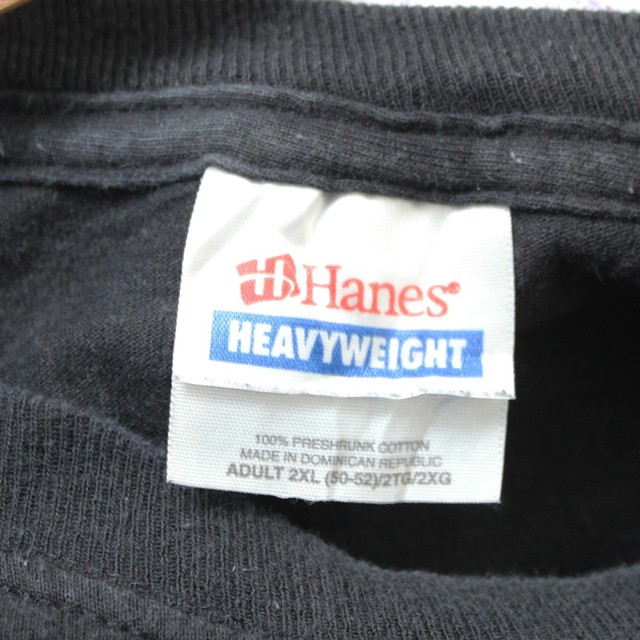 Hanes®
HEAVYWEIGHT
100% PRESHRUNK COTTON
MADE IN DOMINICAN REPUBLIC
ADULT 2XL (50-52)/2TG/2XG